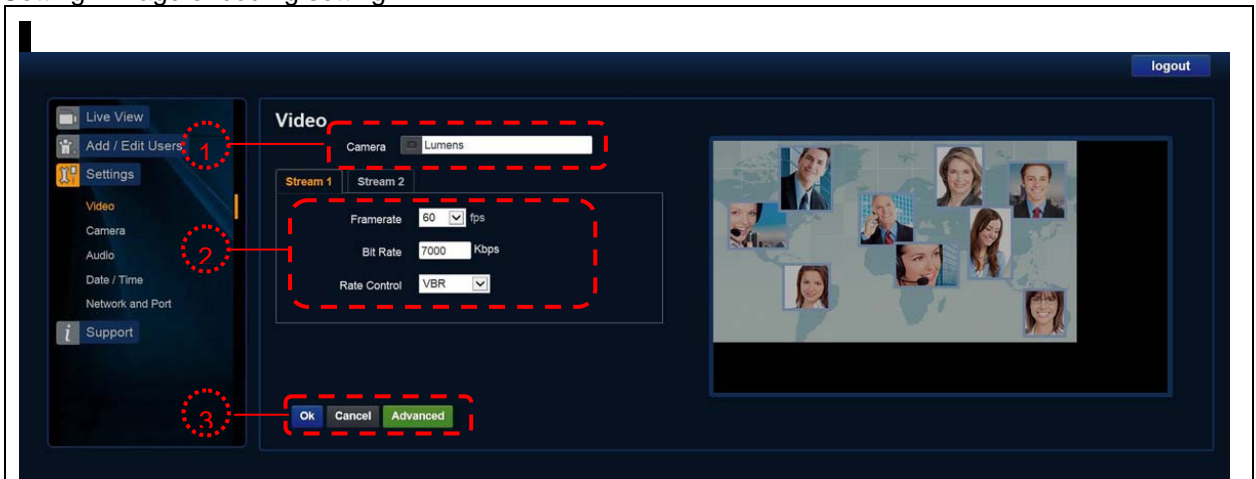 logout
Live View
Add / Edit Users
Settings
Video
Camera
Audio
Date / Time
Network and Port
Support
1
2
3
Video
Camera Lumens
Stream 1 Stream 2
Framerate 60 fps
Bit Rate 7000 Kbps
Rate Control VBR
Ok Cancel Advanced